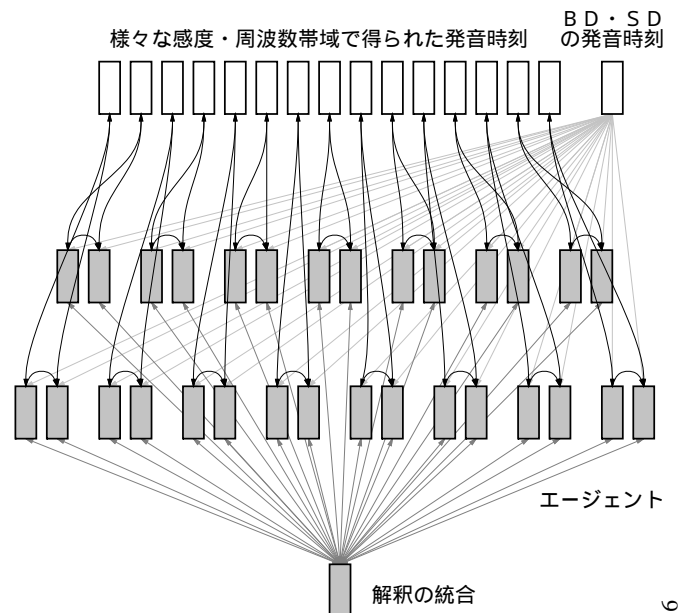 様々な感度・周波数帯域で得られた発音時刻
ＢＤ・ＳＤ
の発音時刻
エージェント
解釈の統合
9